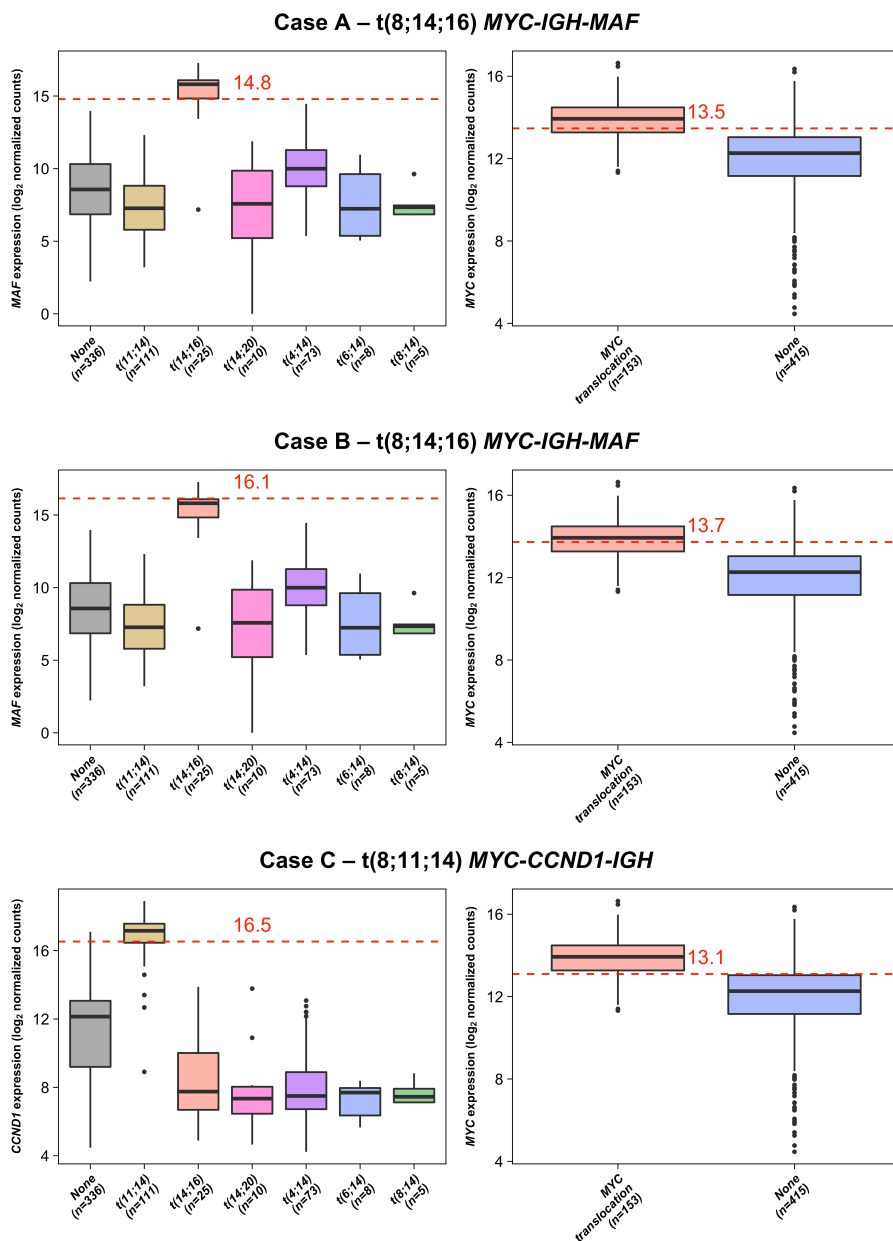 Case A – t(8;14;16) MYC-IGH-MAF
MAF expression (log2 normalized counts)
15
10
5
0
14.8
None
(n=336)
t(11;14)
(n=111)
t(14;16)
(n=25)
t(14;20)
(n=10)
t(4;14)
(n=73)
t(6;14)
(n=8)
t(8;14)
(n=5)
MYC expression (log2 normalized counts)
16
12
8
4
13.5
MYC
translocation
(n=153)
None
(n=415)
Case B – t(8;14;16) MYC-IGH-MAF
MAF expression (log2 normalized counts)
15
10
5
0
16.1
None
(n=336)
t(11;14)
(n=111)
t(14;16)
(n=25)
t(14;20)
(n=10)
t(4;14)
(n=73)
t(6;14)
(n=8)
t(8;14)
(n=5)
MYC expression (log2 normalized counts)
16
12
8
4
13.7
MYC
translocation
(n=153)
None
(n=415)
Case C – t(8;11;14) MYC-CCND1-IGH
CCND1 expression (log2 normalized counts)
16
12
8
4
16.5
None
(n=336)
t(11;14)
(n=111)
t(14;16)
(n=25)
t(14;20)
(n=10)
t(4;14)
(n=73)
t(6;14)
(n=8)
t(8;14)
(n=5)
MYC expression (log2 normalized counts)
16
12
8
4
13.1
MYC
translocation
(n=153)
None
(n=415)